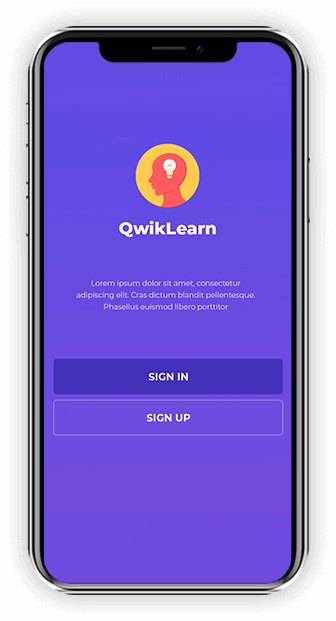 QwikLearn
Lorem ipsum dolor sit amet, consectetur
adipiscing elit. Cras dictum blandit pellentesque.
Phasellus euismod libero porttitor
SIGN IN
SIGN UP